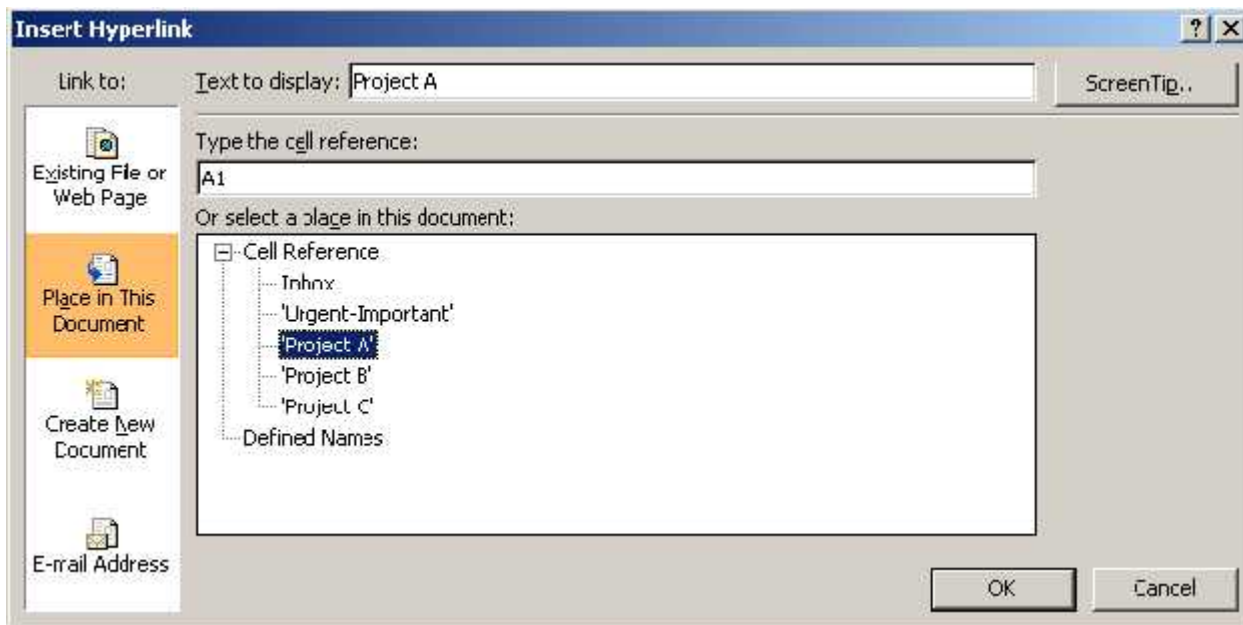 Insert Hyperlink
Link to:
Text to display: Project A
ScreenTip..
Existing File or
Web Page
Type the cell reference:
A1
Or select a place in this document:
Place in This
Document
Cell Reference
Inbox
'Urgent-Important'
'Project A'
'Project B'
'Project C'
Defined Names
Create New
Document
E-mail Address
OK
Cancel